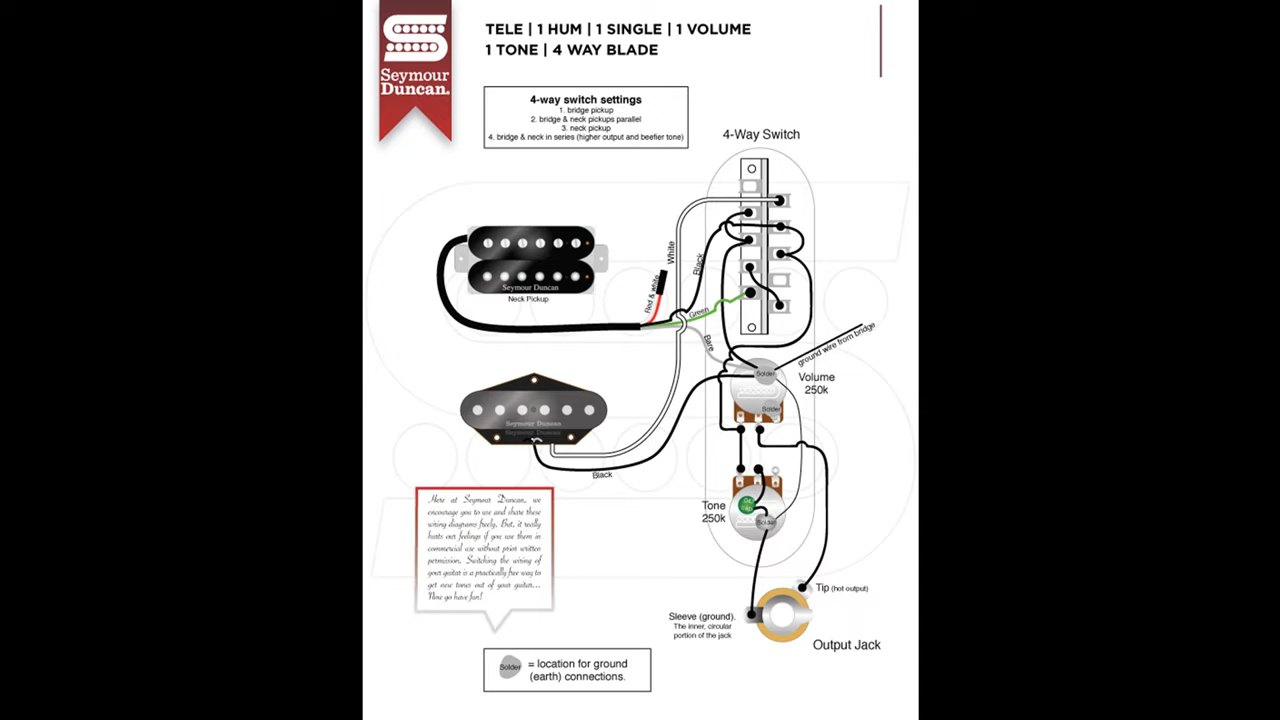 Seymour
Duncan.
TELE | 1 HUM | 1 SINGLE | 1 VOLUME
1 TONE | 4 WAY BLADE
4-way switch settings
1. bridge pickup
2. bridge & neck pickups parallel
3. neck pickup
4. bridge & neck in series (higher output and beefier tone)
4-Way Switch
White
Black
Red & white
Seymour Duncan
Neck Pickup
Green
Bare
ground wire from bridge
Solder
Volume
250k
Solder
Seymour Duncan
Seymour Duncan
Black
Here at Seymour Duncan, we
encourage you to use and share these
wiring diagrams freely. But, it really
hurts our feelings if you use them in
commercial use without prior written
permission. Switching the wiring of
your guitar is a practically free way to
get new tones out of your guitar...
Now go have fun!
Tone
250k
Solder
Tip (hot output)
Sleeve (ground).
The inner, circular
portion of the jack
Output Jack
Solder
= location for ground
(earth) connections.